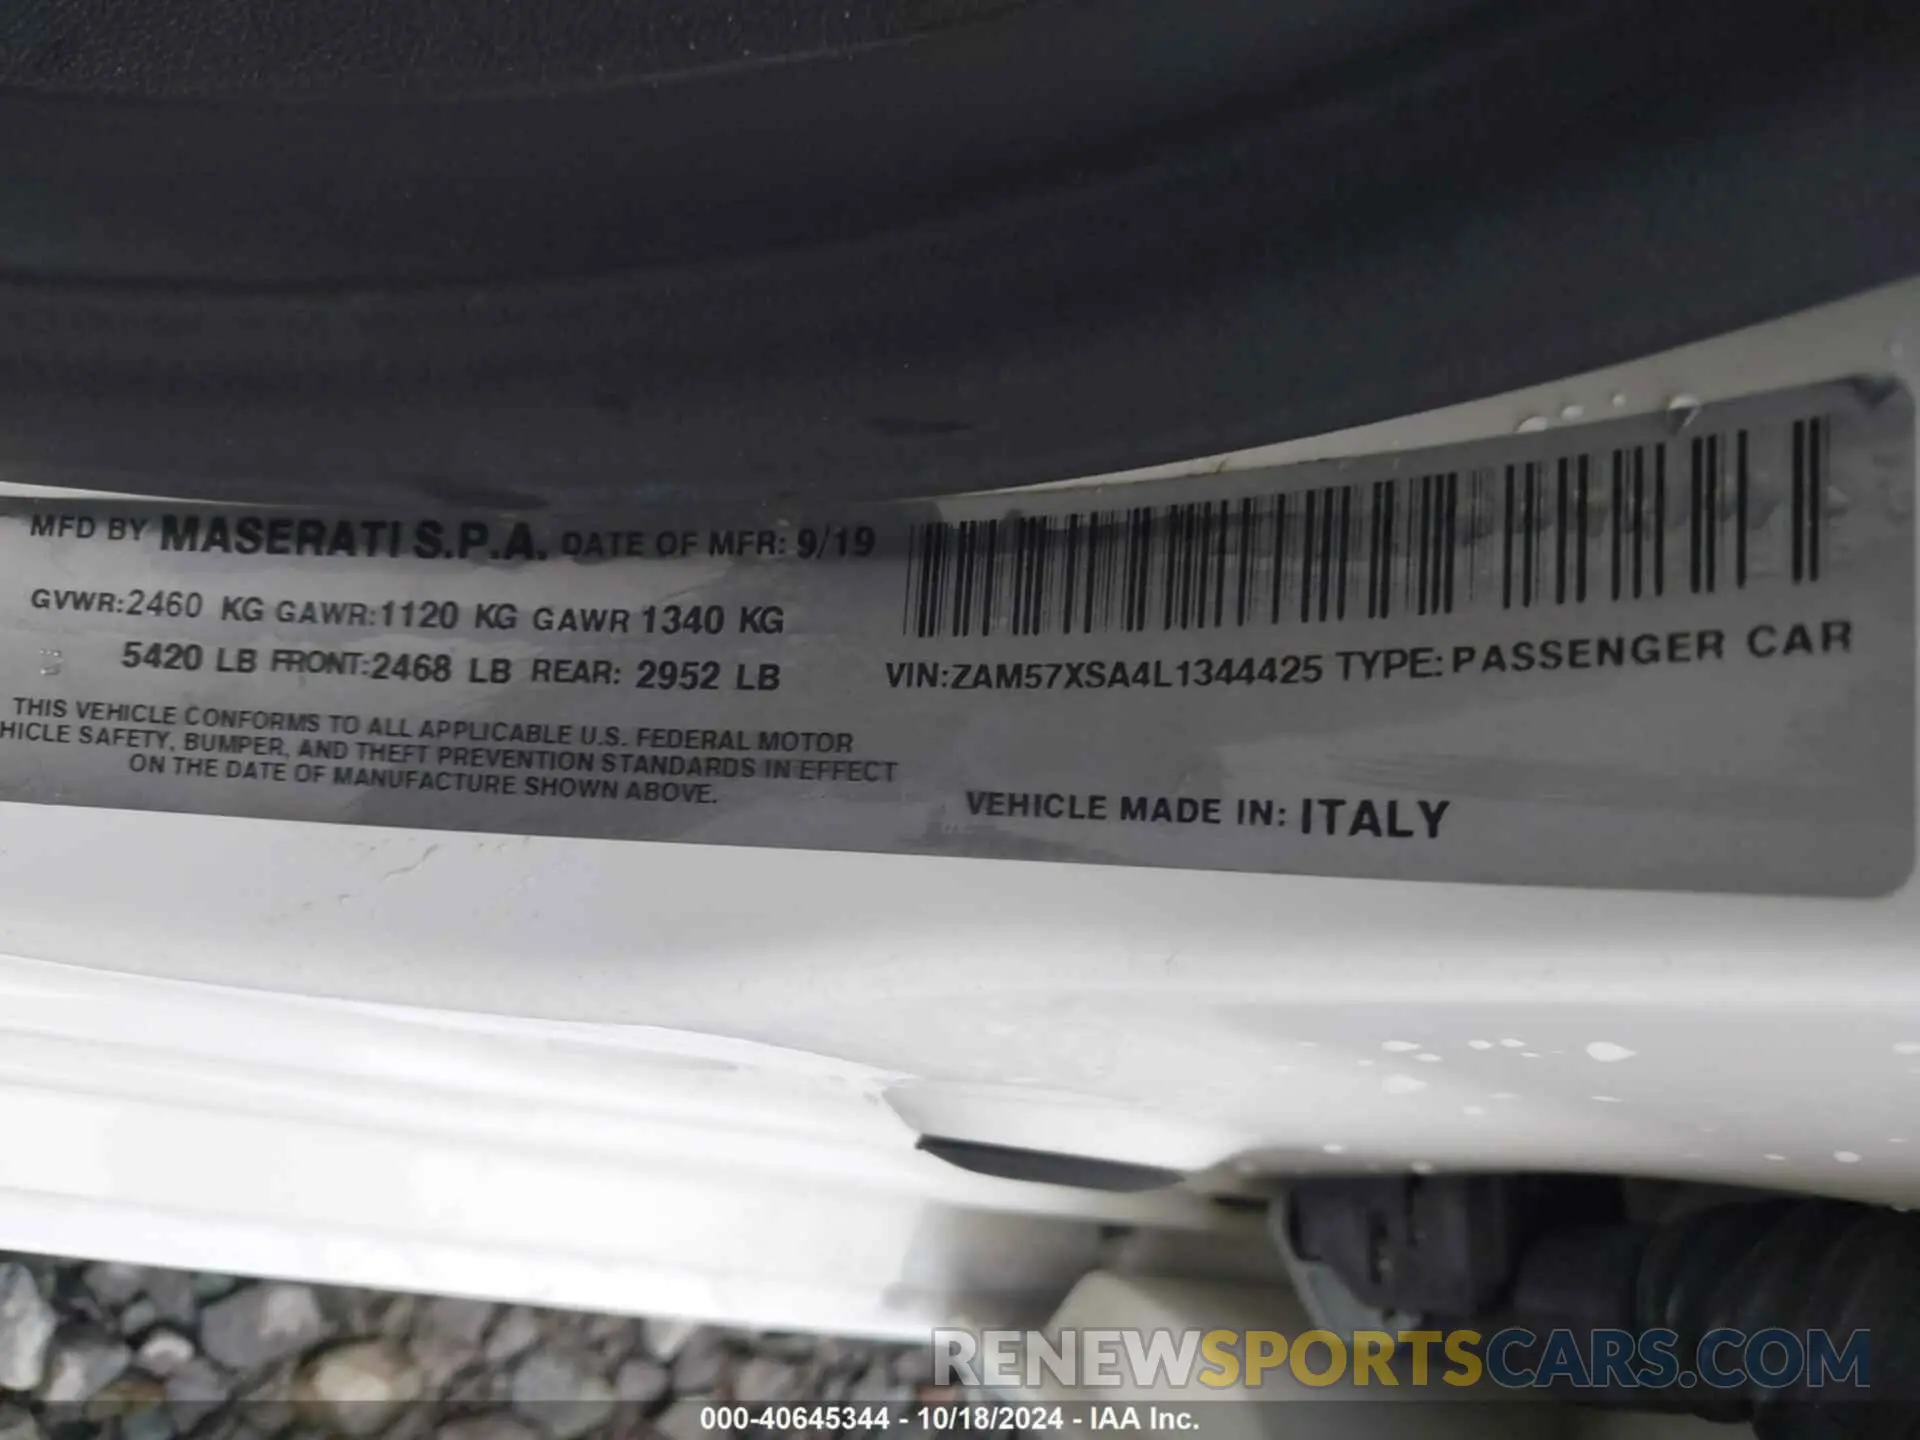 MFD BY MASERATI S.P.A. DATE OF MFR: 9/19
GVWR:2460 KG GAWR:1120 KG GAWR 1340 KG
5420 LB FRONT:2468 LB REAR: 2952 LB
THIS VEHICLE CONFORMS TO ALL APPLICABLE U.S. FEDERAL MOTOR
HICLE SAFETY, BUMPER, AND THEFT PREVENTION STANDARDS IN EFFECT
ON THE DATE OF MANUFACTURE SHOWN ABOVE.
VIN:ZAM57XSA4L1344425 TYPE:PASSENGER CAR
VEHICLE MADE IN: ITALY
RENEWSPORTSCARS.COM
000-40645344 - 10/18/2024 - IAA Inc.